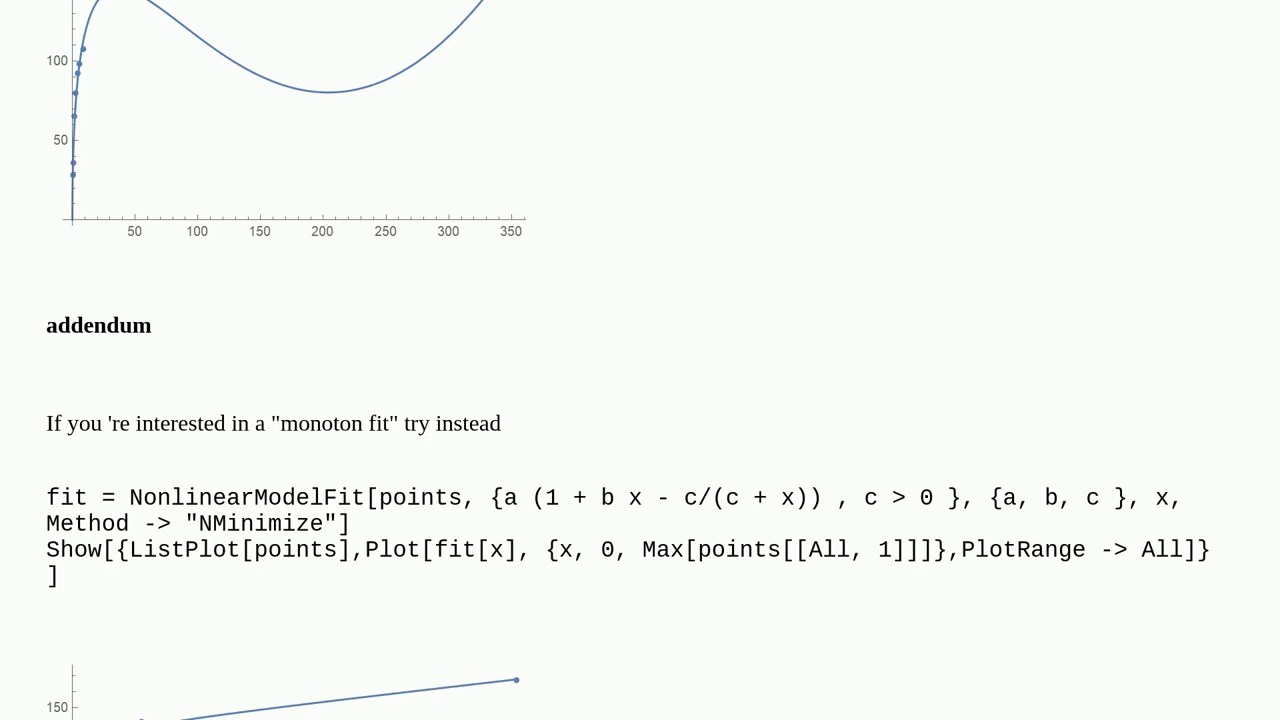 100
50
50 100 150 200 250 300 350
addendum
If you 're interested in a "monoton fit" try instead
fit = NonlinearModelFit[points, {a (1 + b x - c/(c + x)) , c > 0 }, {a, b, c }, x,
Method -> "NMinimize"]
Show[{ListPlot[points],Plot[fit[x], {x, 0, Max[points[[All, 1]]]},PlotRange -> All]}
]
150